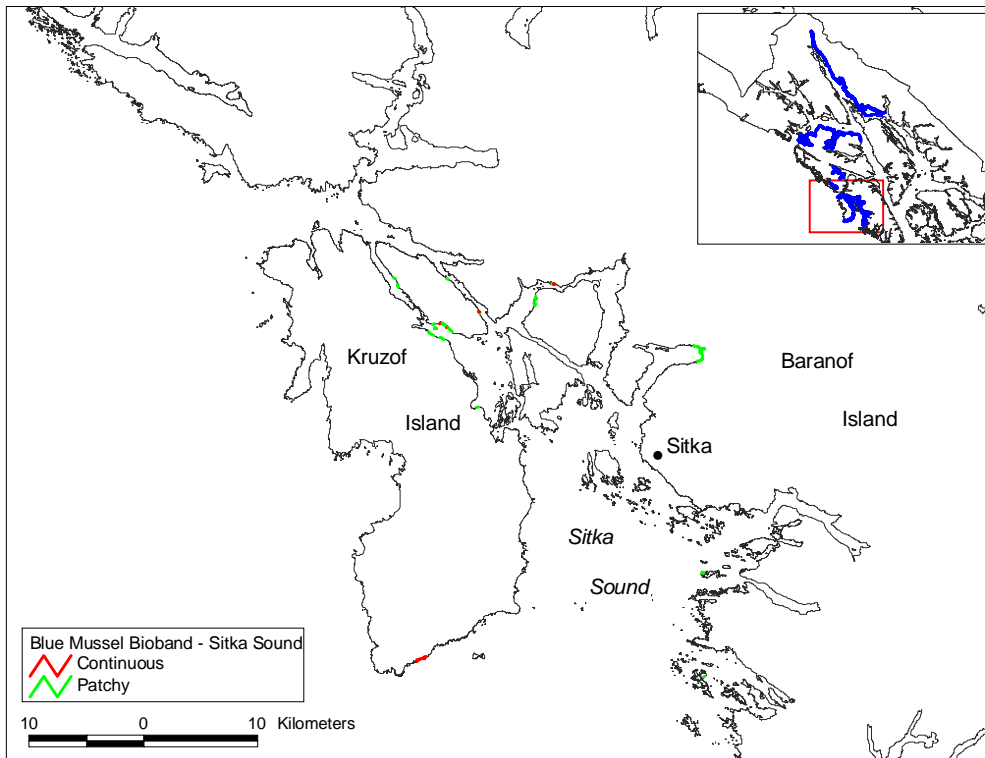 Kruzof
Island
Baranof
Island
Sitka
Sitka
Sound
Blue Mussel Bioband - Sitka Sound
Continuous
Patchy
10 0 10 Kilometers